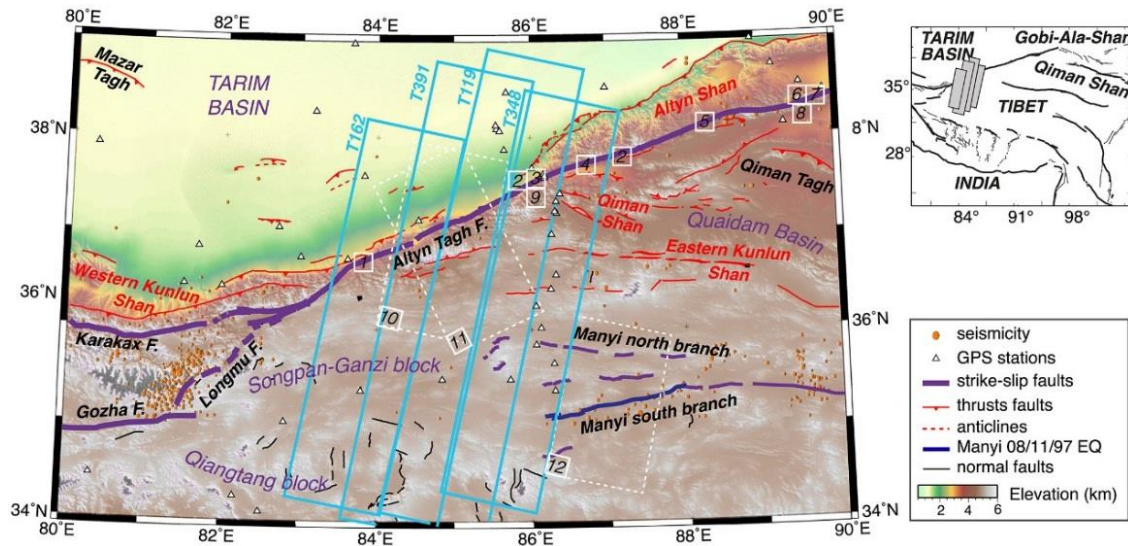 80°E
82°E
84°E
86°E
88°E
90°E
Mazar
Tagh
TARIM
BASIN
T391
T119
T348
T162
Altyn Shan
6
7
8
5
38°N
8°N
4
2
2
3
9
Qiman Tagh
Qiman
Shan
Quaidam Basin
Altyn Tagh F.
Eastern Kunlun
Shan
1
Western Kunlun
Shan
36°N
36°N
10
11
Karakax F.
Longmu F.
Manyi north branch
Songpan-Ganzi block
Manyi south branch
Gozha F.
Qiangtang block
12
34°N
34°N
80°E
82°E
84°E
86°E
88°E
90°E
TARIM
BASIN
Gobi-Ala-Shan
Qiman Shan
TIBET
INDIA
35°
28°
84°
91°
98°
seismicity
GPS stations
strike-slip faults
thrusts faults
anticlines
Manyi 08/11/97 EQ
normal faults
Elevation (km)
2 4 6